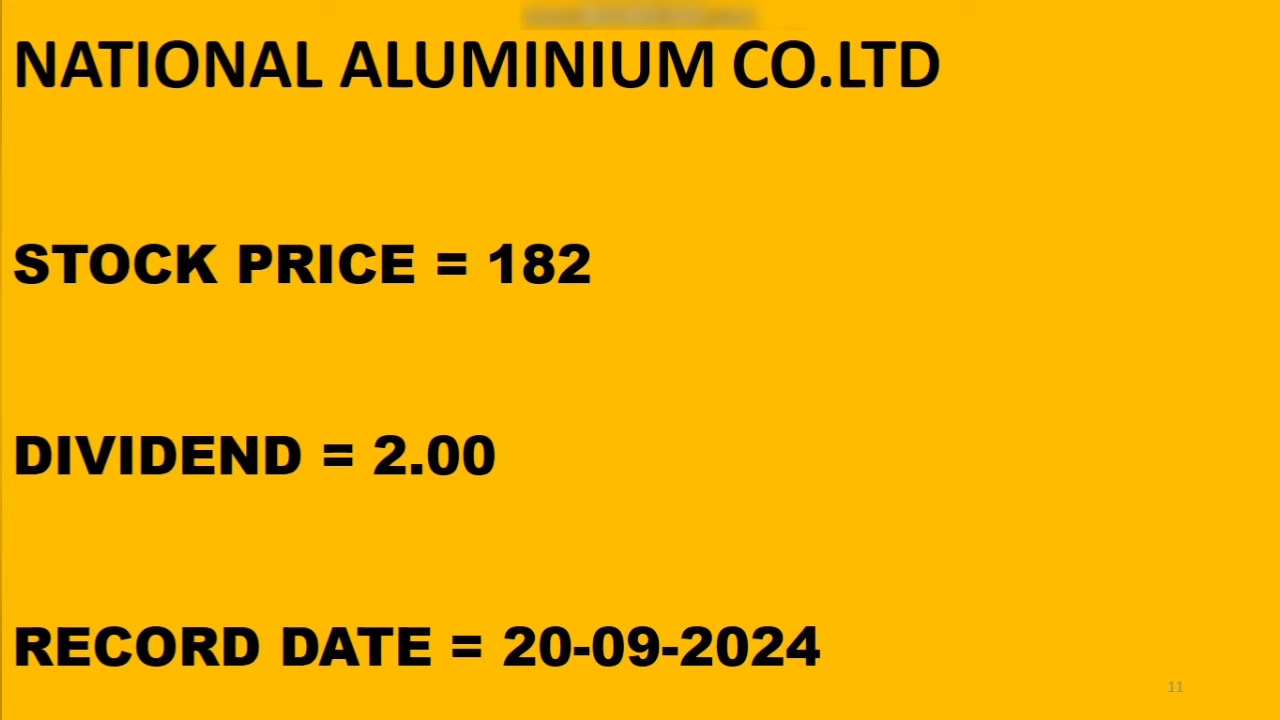 NATIONAL ALUMINIUM CO.LTD
STOCK PRICE = 182
DIVIDEND = 2.00
RECORD DATE = 20-09-2024
11